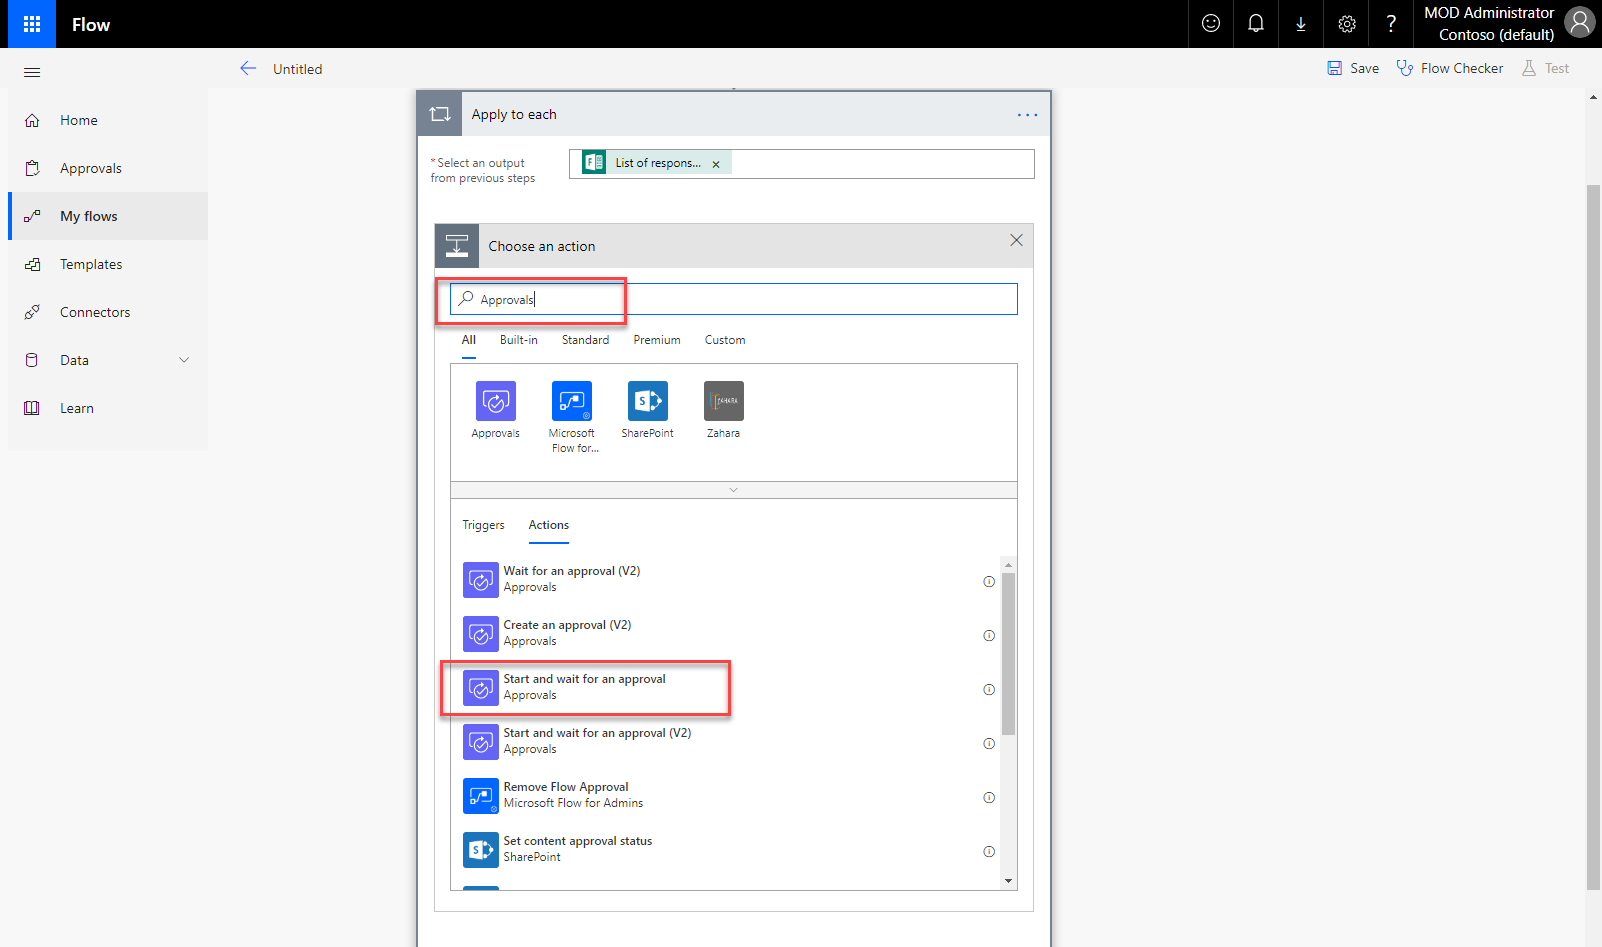 Flow
MOD Administrator
Contoso (default)
Untitled
Save
Flow Checker
Test
Home
Approvals
My flows
Templates
Connectors
Data
Learn
Apply to each
*Select an output
from previous steps
List of respons...
Choose an action
Approvals
All
Built-in
Standard
Premium
Custom
Approvals
Microsoft
Flow for...
SharePoint
ZAHARA
Zahara
Triggers
Actions
Wait for an approval (V2)
Approvals
Create an approval (V2)
Approvals
Start and wait for an approval
Approvals
Start and wait for an approval (V2)
Approvals
Remove Flow Approval
Microsoft Flow for Admins
Set content approval status
SharePoint